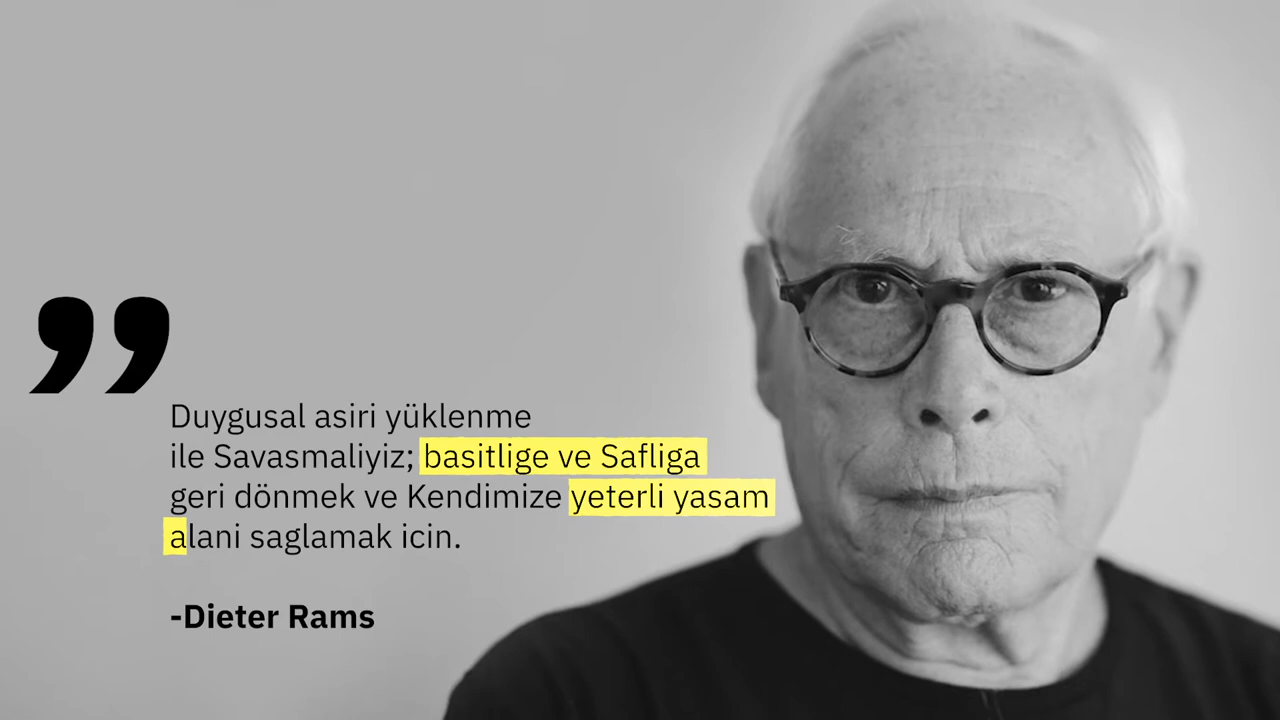 ”
Duygusal asiri yüklenme
ile Savasmaliyiz; basitlige ve Safliga
geri dönmek ve Kendimize yeterli yasam
alani saglamak icin.
-Dieter Rams